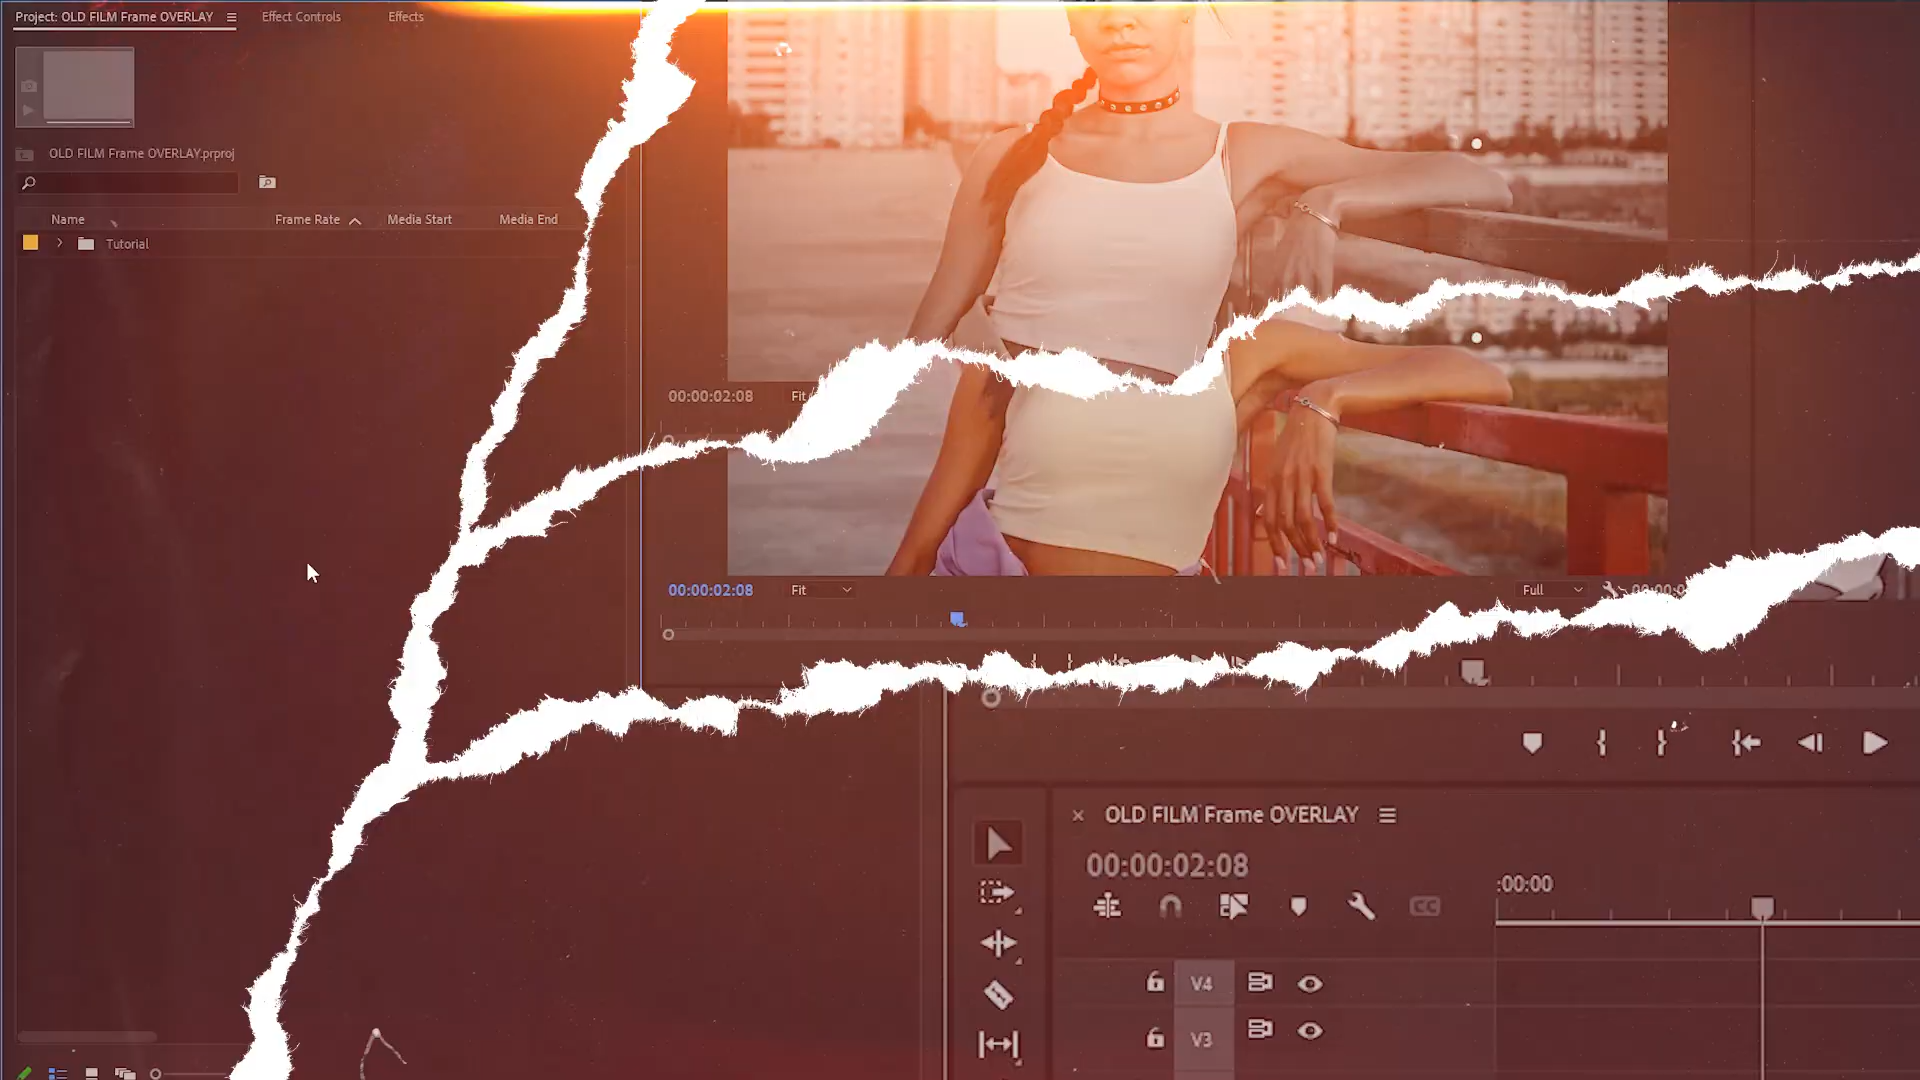 Project: OLD FILM Frame OVERLAY
Effect Controls
Effects
OLD FILM Frame OVERLAY.prproj
Name
Frame Rate
Media Start
Media End
Tutorial
00:00:02:08
Fit
00:00:02:08
Fit
Full
OLD FILM Frame OVERLAY
00:00:02:08
:00:00
CC
V4
V3